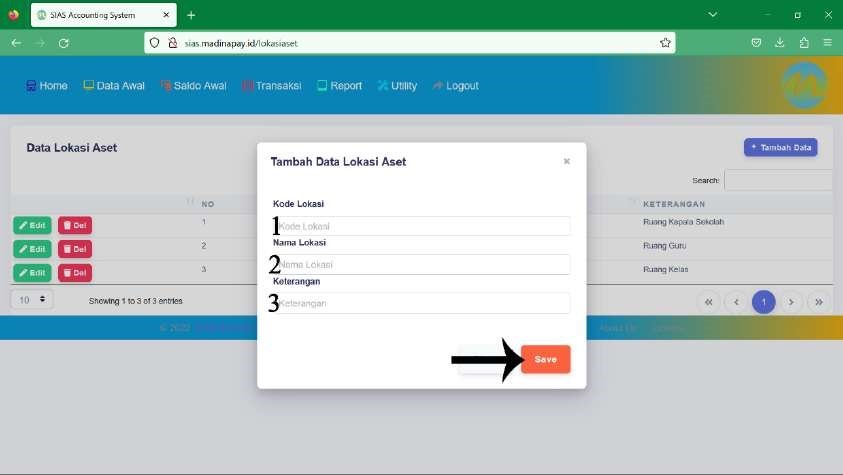 SIAS Accounting System
sias.madinapay.id/lokasiaset
Home Data Awal Saldo Awal Transaksi Report Utility Logout
Data Lokasi Aset
+ Tambah Data
Search:
NO KETERANGAN
Edit Del 1 Ruang Kepala Sekolah
Edit Del 2 Ruang Guru
Edit Del 3 Ruang Kelas
10 Showing 1 to 3 of 3 entries « ‹ 1 › »
© 2022
About Us
Tambah Data Lokasi Aset ×
Kode Lokasi
1 Kode Lokasi
Nama Lokasi
2 Nama Lokasi
Keterangan
3 Keterangan
Save